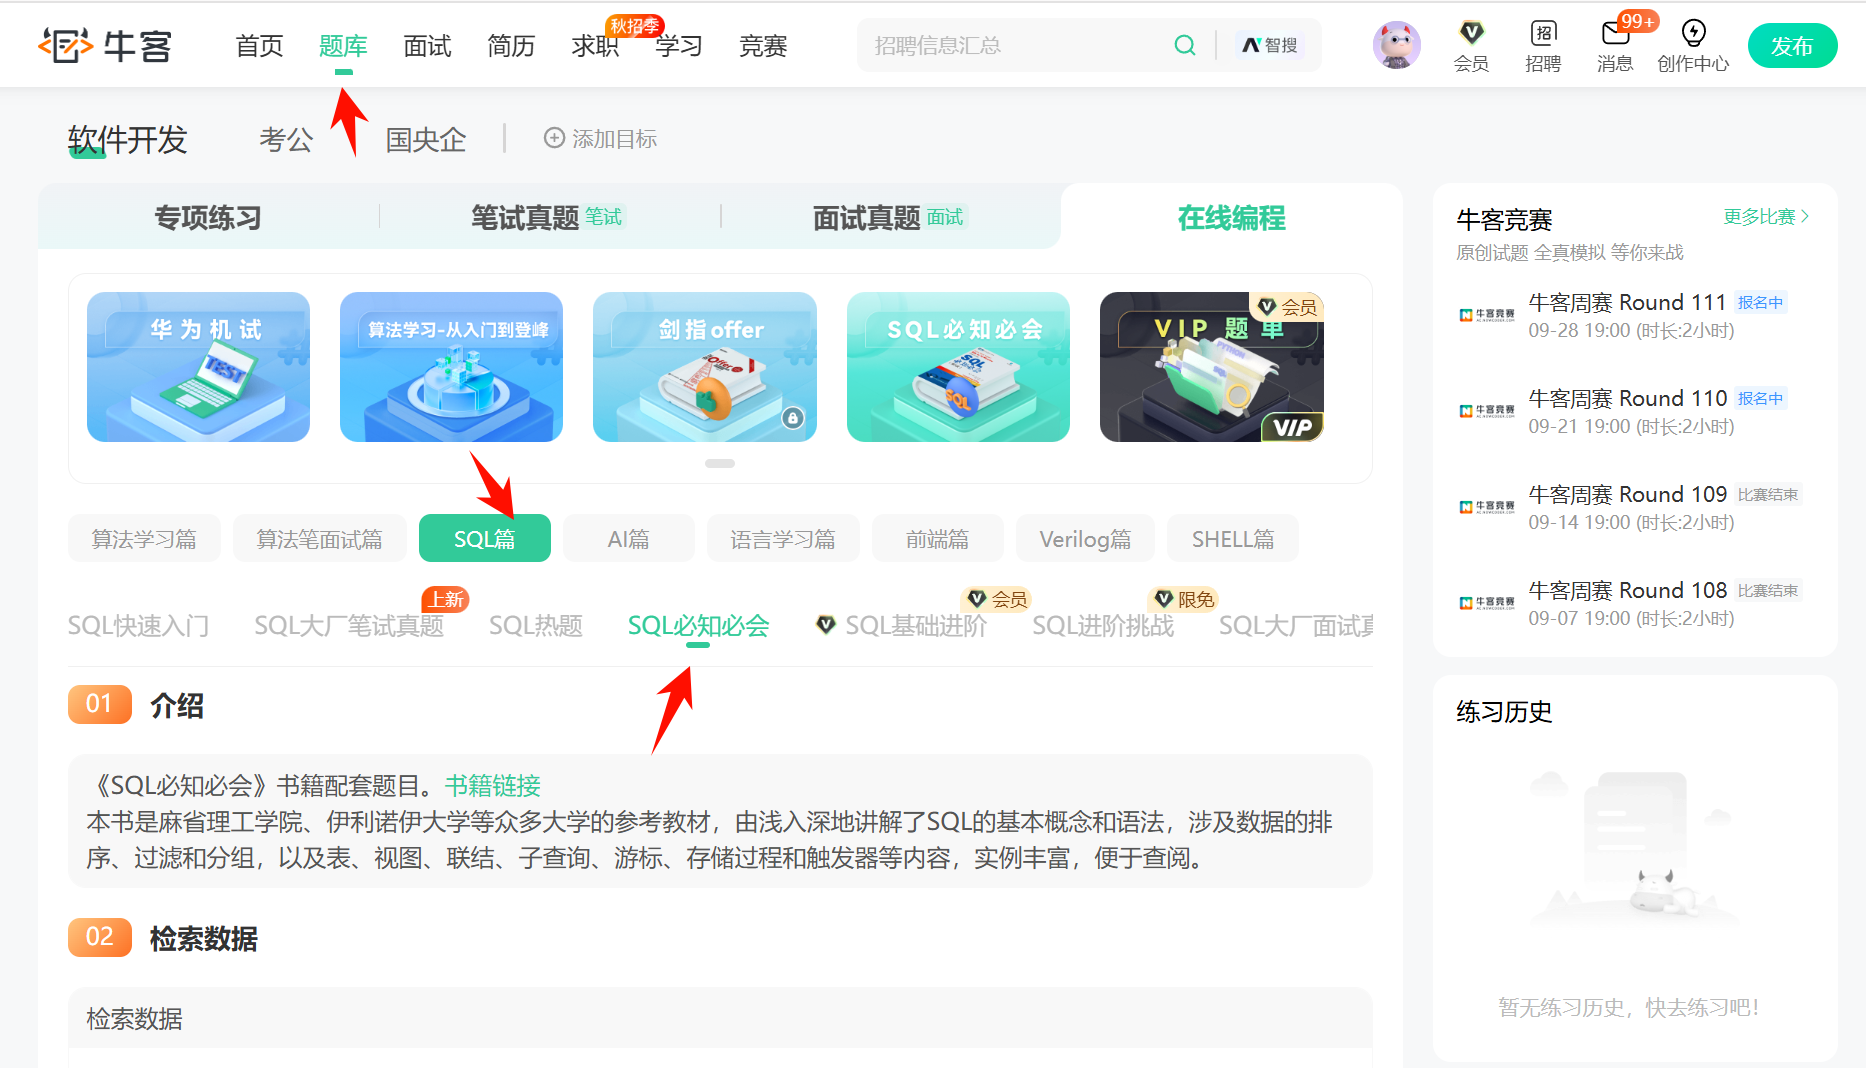 牛客
首页 题库 面试 简历 求职 秋招季 学习 竞赛
招聘信息汇总 智搜
会员 招聘 消息 99+ 创作中心 发布
软件开发 考公 国央企 添加目标
专项练习 笔试真题 笔试 面试真题 面试 在线编程
华为机试
算法学习-从入门到登峰
剑指offer
SQL必知必会
VIP 题单 会员
VIP
算法学习篇 算法笔面试篇 SQL篇 AI篇 语言学习篇 前端篇 Verilog篇 SHELL篇
上新 会员 限免
SQL快速入门 SQL大厂笔试真题 SQL热题 SQL必知必会 SQL基础进阶 SQL进阶挑战 SQL大厂面试真
01 介绍
《SQL必知必会》书籍配套题目。书籍链接
本书是麻省理工学院、伊利诺伊大学等众多大学的参考教材，由浅入深地讲解了SQL的基本概念和语法，涉及数据的排
序、过滤和分组，以及表、视图、联结、子查询、游标、存储过程和触发器等内容，实例丰富，便于查阅。
02 检索数据
检索数据
牛客竞赛 更多比赛
原创试题 全真模拟 等你来战
牛客竞赛 牛客周赛 Round 111 报名中
09-28 19:00 (时长:2小时)
牛客竞赛 牛客周赛 Round 110 报名中
09-21 19:00 (时长:2小时)
牛客竞赛 牛客周赛 Round 109 比赛结束
09-14 19:00 (时长:2小时)
牛客竞赛 牛客周赛 Round 108 比赛结束
09-07 19:00 (时长:2小时)
练习历史
暂无练习历史，快去练习吧！